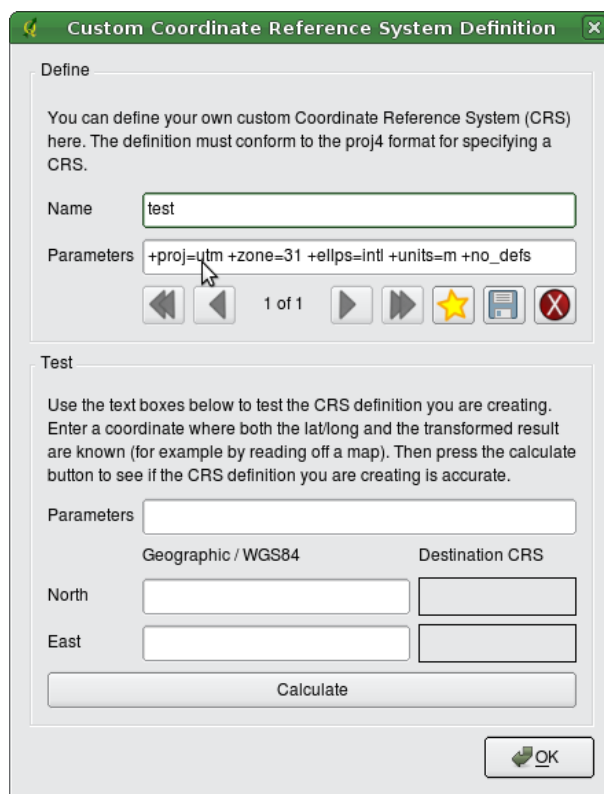 Custom Coordinate Reference System Definition
Define
You can define your own custom Coordinate Reference System (CRS)
here. The definition must conform to the proj4 format for specifying a
CRS.
Name test
Parameters +proj=utm +zone=31 +ellps=intl +units=m +no_defs
1 of 1
Test
Use the text boxes below to test the CRS definition you are creating.
Enter a coordinate where both the lat/long and the transformed result
are known (for example by reading off a map). Then press the calculate
button to see if the CRS definition you are creating is accurate.
Parameters
Geographic / WGS84 Destination CRS
North
East
Calculate
OK